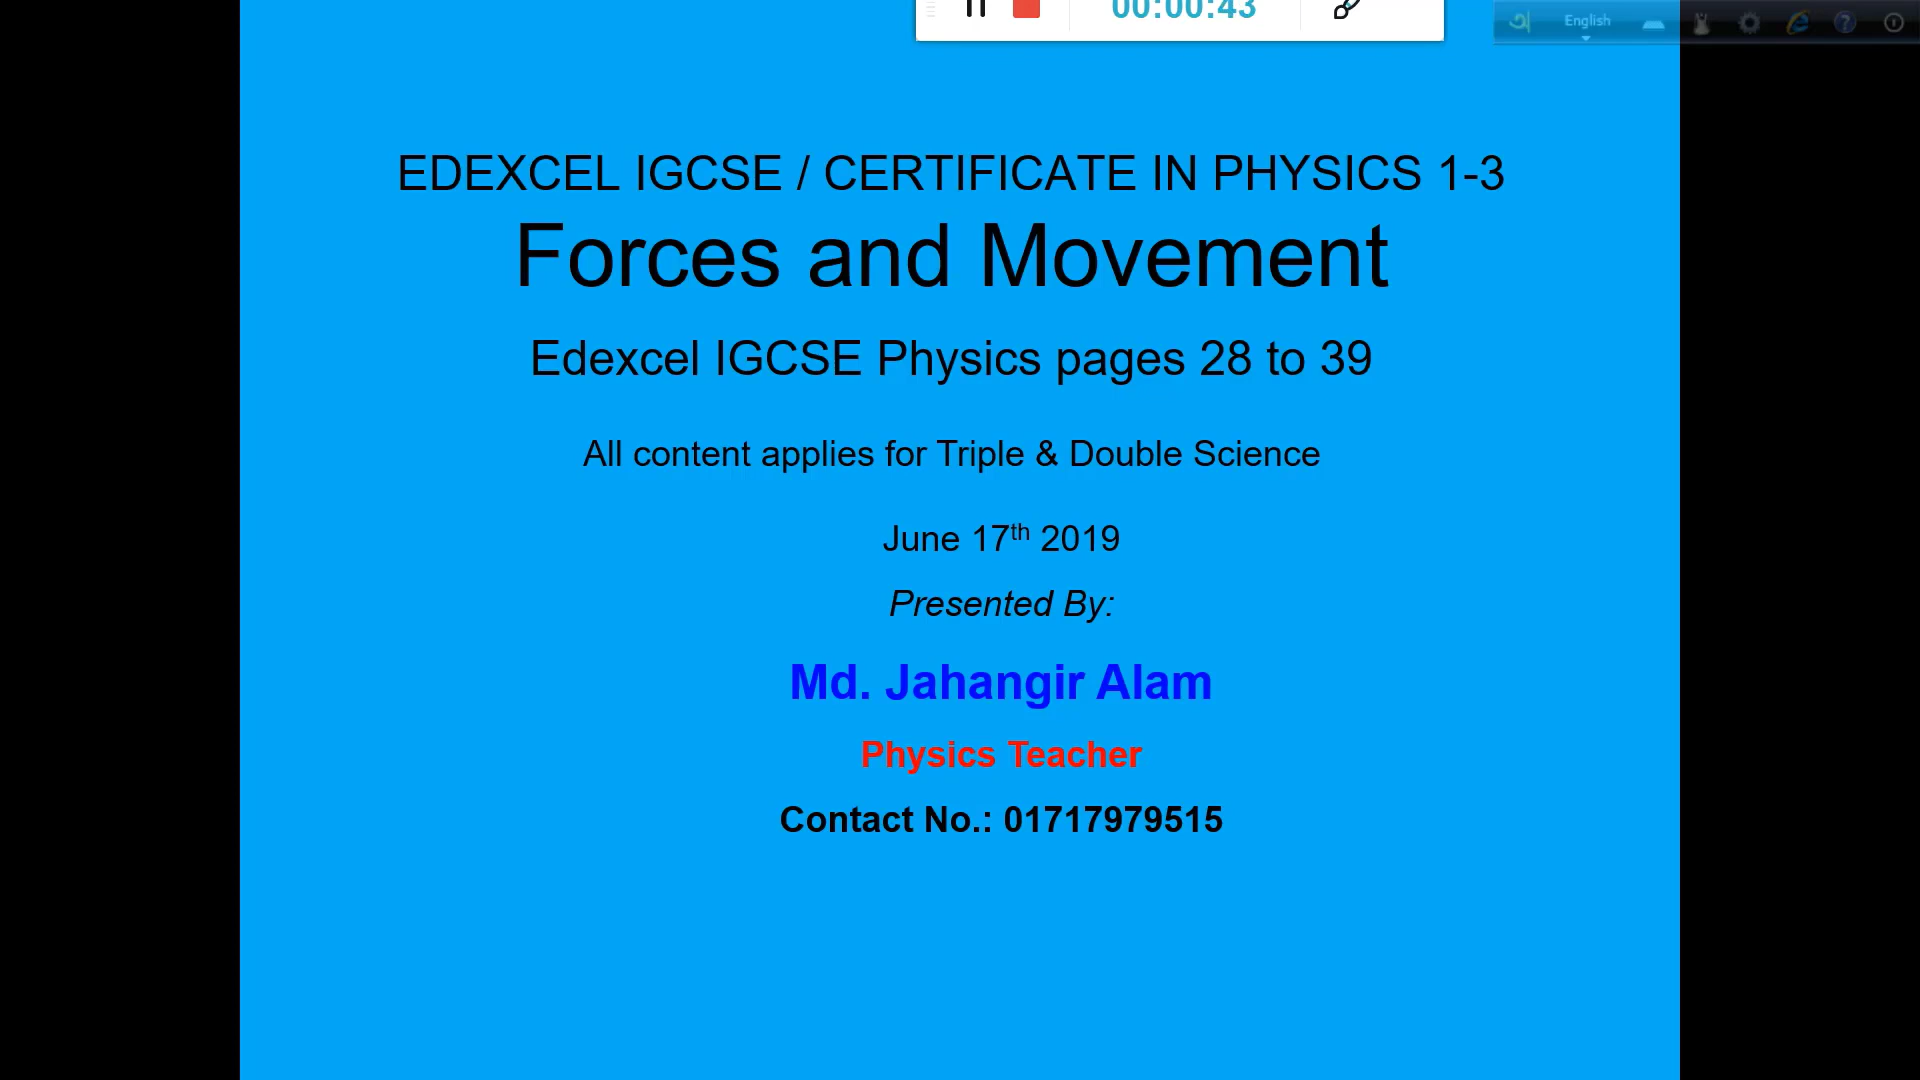 00:00:43
English
EDEXCEL IGCSE / CERTIFICATE IN PHYSICS 1-3
Forces and Movement
Edexcel IGCSE Physics pages 28 to 39
All content applies for Triple & Double Science
June 17th 2019
Presented By:
Md. Jahangir Alam
Physics Teacher
Contact No.: 01717979515